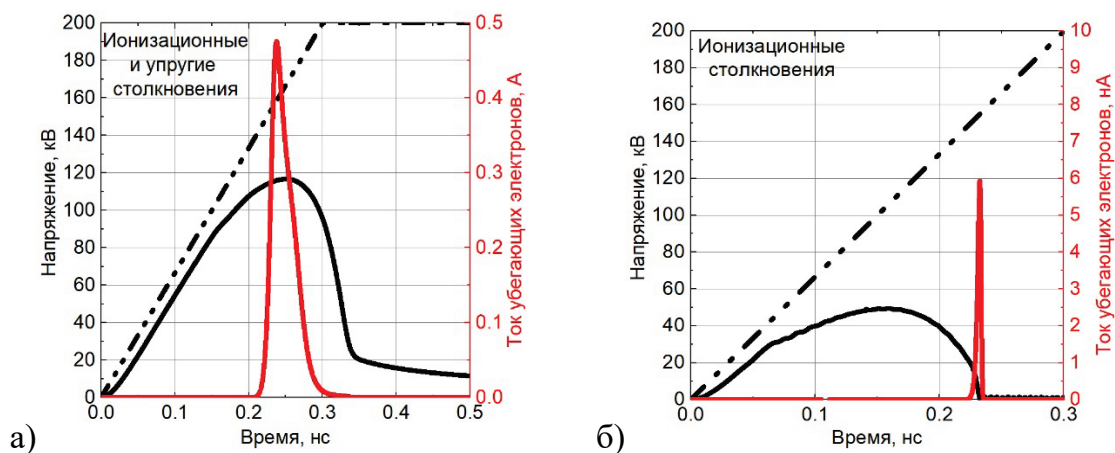 Ионизационные
и упругие
столкновения
Напряжение, кВ
200
180
160
140
120
100
80
60
40
20
0
0.0 0.1 0.2 0.3 0.4 0.5
Время, нс
0.5
0.4
0.3
0.2
0.1
0.0
Ток убегающих электронов, А
а)
Ионизационные
столкновения
Напряжение, кВ
200
180
160
140
120
100
80
60
40
20
0
0.0 0.1 0.2 0.3
Время, нс
10
9
8
7
6
5
4
3
2
1
0
Ток убегающих электронов, нА
б)